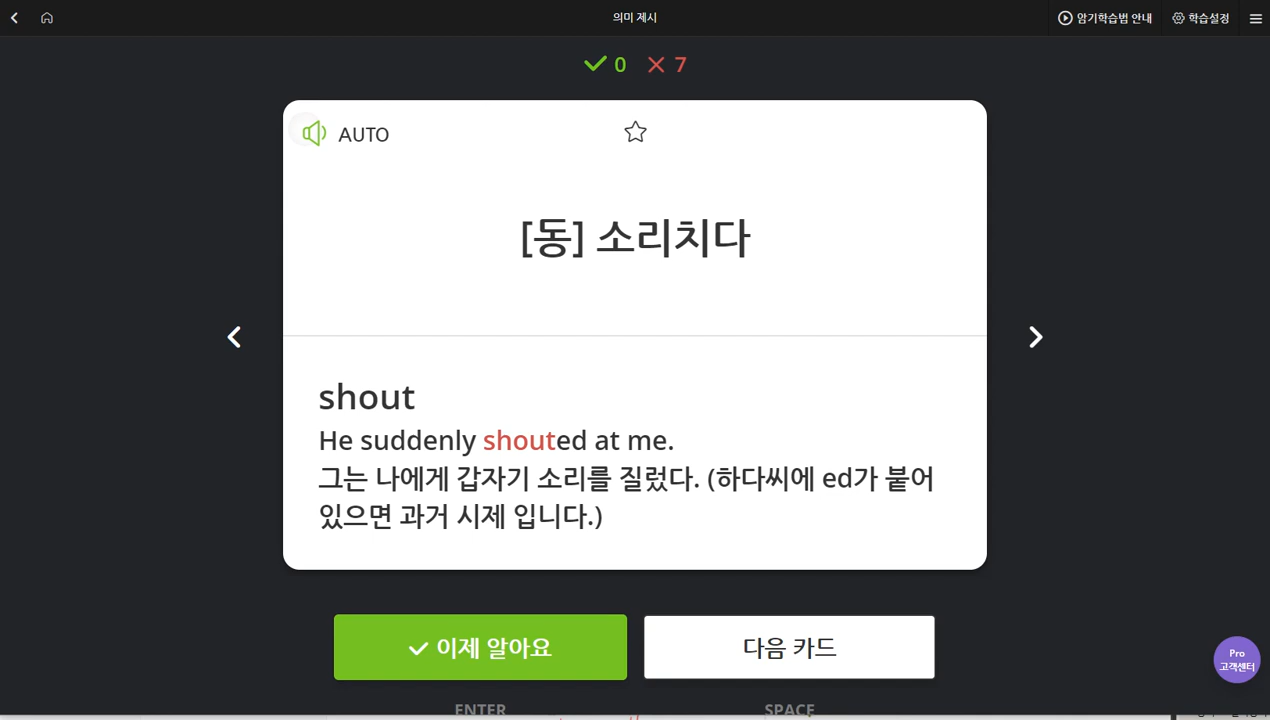 의미 제시
암기학습법 안내
학습설정
0
7
AUTO
[동] 소리치다
shout
He suddenly shouted at me.
그는 나에게 갑자기 소리를 질렀다. (하다씨에 ed가 붙어
있으면 과거 시제 입니다.)
이제 알아요
다음 카드
Pro
고객센터
ENTER
SPACE